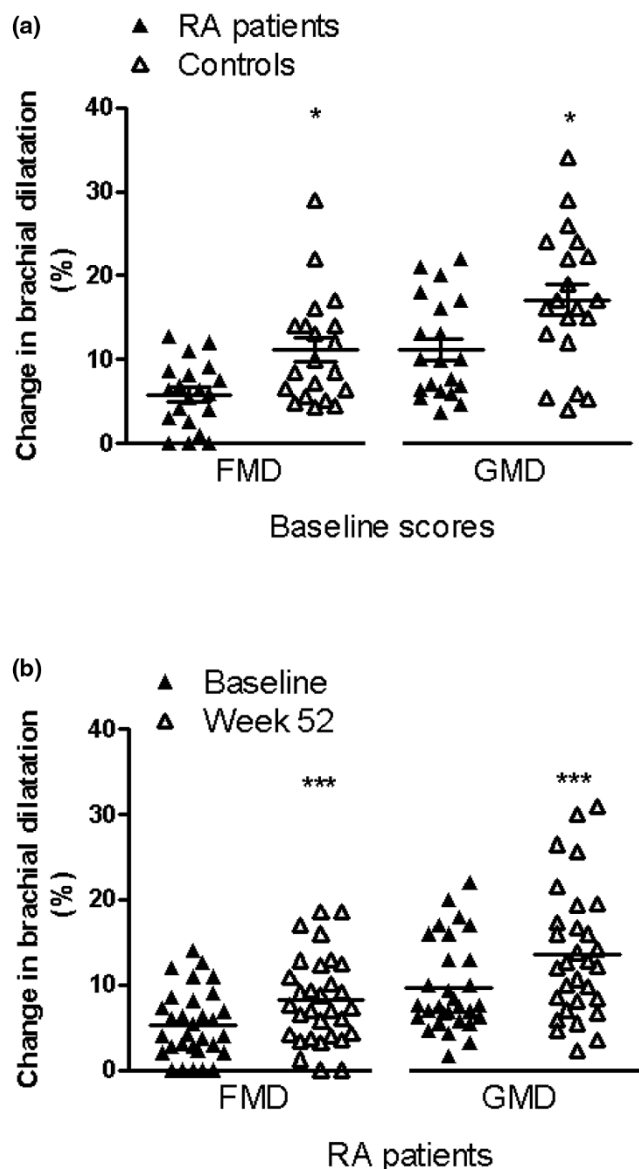 (a)
RA patients
Controls
Change in brachial dilatation
(%)
40
30
20
10
0
*
*
FMD
GMD
Baseline scores
(b)
Baseline
Week 52
Change in brachial dilatation
(%)
40
30
20
10
0
***
***
FMD
GMD
RA patients